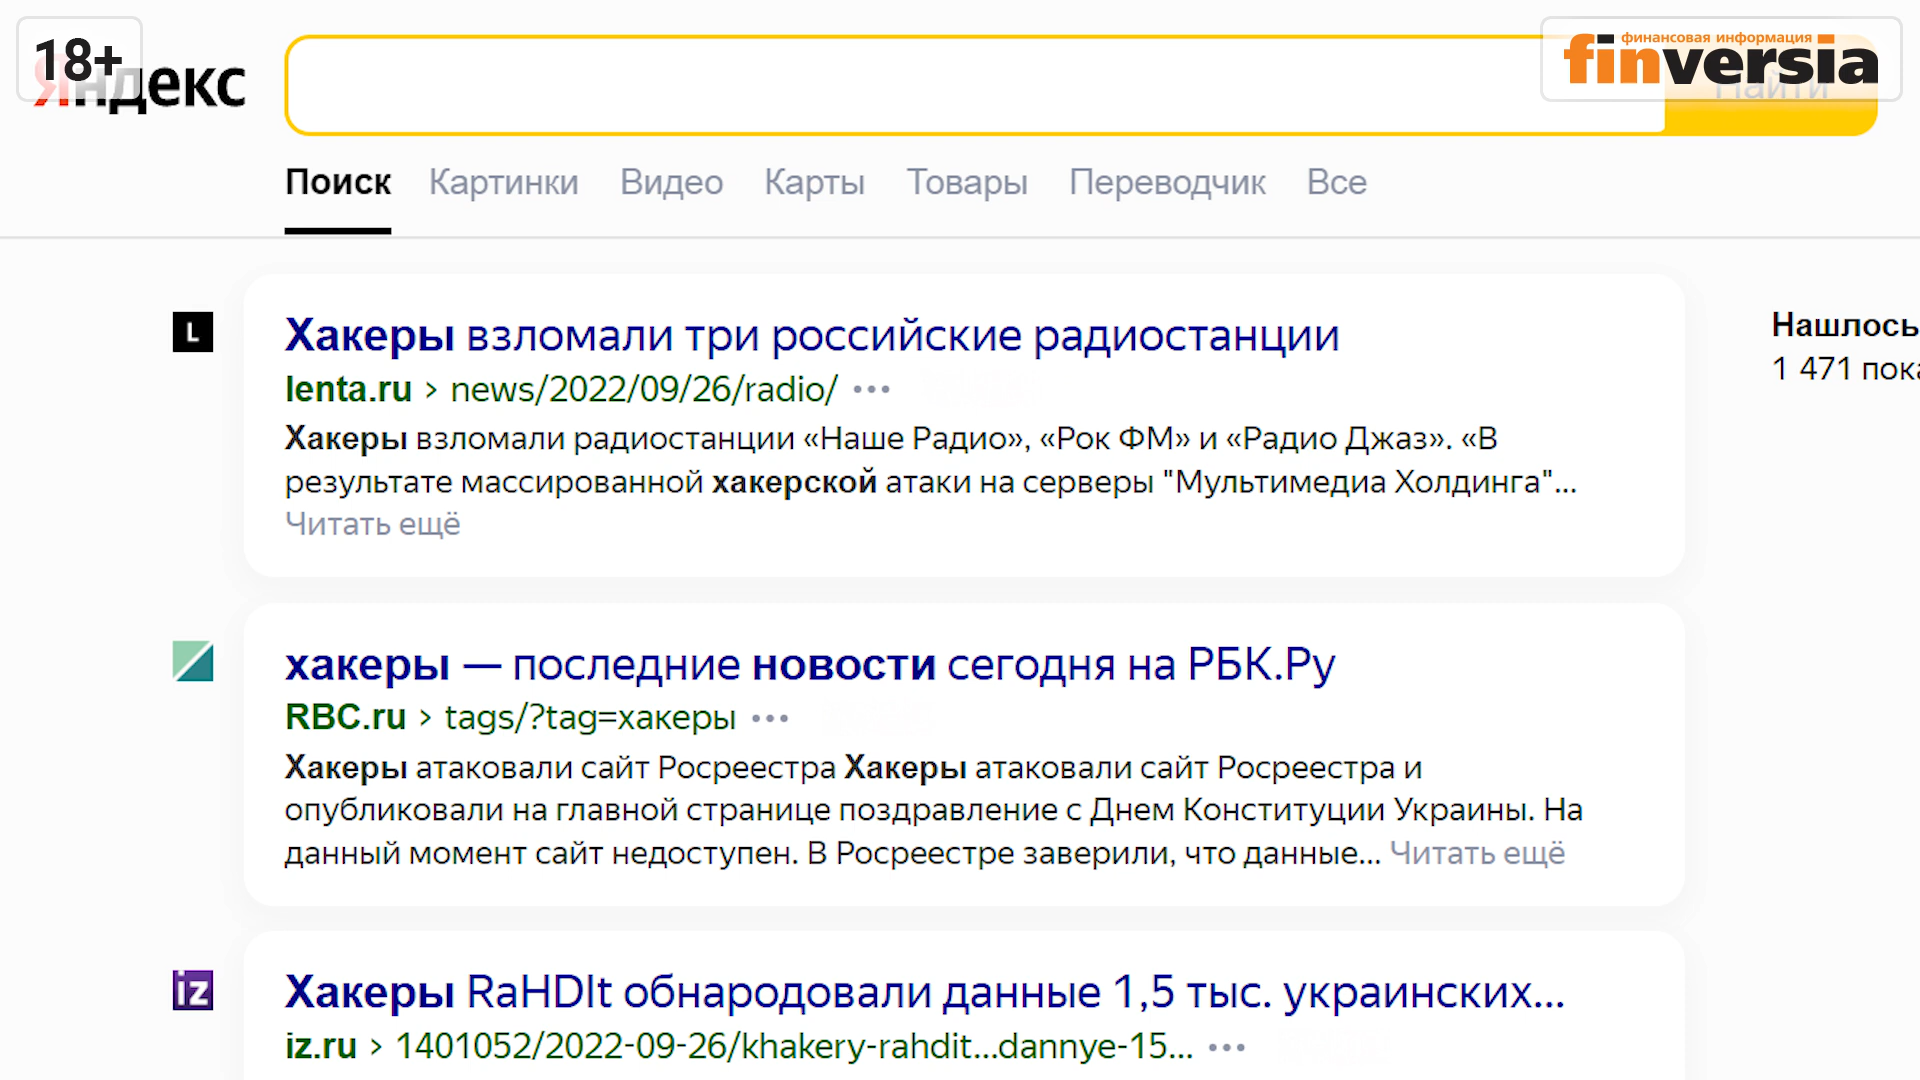 18+
Яндекс
финансовая информация
finversia
Найти
Поиск Картинки Видео Карты Товары Переводчик Все
L
Хакеры взломали три российские радиостанции
lenta.ru › news/2022/09/26/radio/ •••
Хакеры взломали радиостанции «Наше Радио», «Рок ФМ» и «Радио Джаз». «В
результате массированной хакерской атаки на серверы "Мультимедиа Холдинга"...
Читать ещё
Нашлось
1 471 пока
хакеры — последние новости сегодня на РБК.Ру
RBC.ru › tags/?tag=хакеры •••
Хакеры атаковали сайт Росреестра Хакеры атаковали сайт Росреестра и
опубликовали на главной странице поздравление с Днем Конституции Украины. На
данный момент сайт недоступен. В Росреестре заверили, что данные... Читать ещё
iz
Хакеры RaHDIt обнародовали данные 1,5 тыс. украинских...
iz.ru › 1401052/2022-09-26/khakery-rahdit...dannye-15... •••